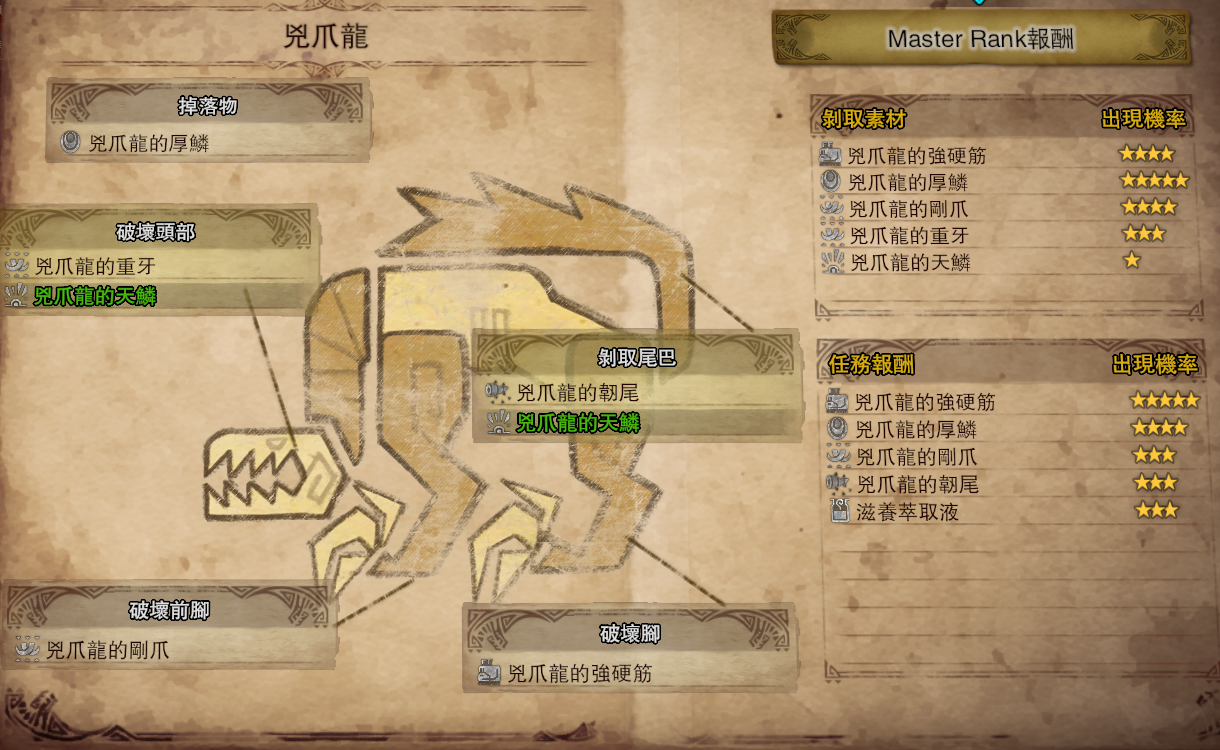 兇爪龍
掉落物
兇爪龍的厚鱗
破壞頭部
兇爪龍的重牙
兇爪龍的天鱗
剝取尾巴
兇爪龍的韌尾
兇爪龍的天鱗
破壞前腳
兇爪龍的剛爪
破壞腳
兇爪龍的強硬筋
Master Rank報酬
剝取素材 出現機率
兇爪龍的強硬筋 ★★★★
兇爪龍的厚鱗 ★★★★★
兇爪龍的剛爪 ★★★★
兇爪龍的重牙 ★★★
兇爪龍的天鱗 ★
任務報酬 出現機率
兇爪龍的強硬筋 ★★★★★
兇爪龍的厚鱗 ★★★★
兇爪龍的剛爪 ★★★
兇爪龍的韌尾 ★★★
滋養萃取液 ★★★